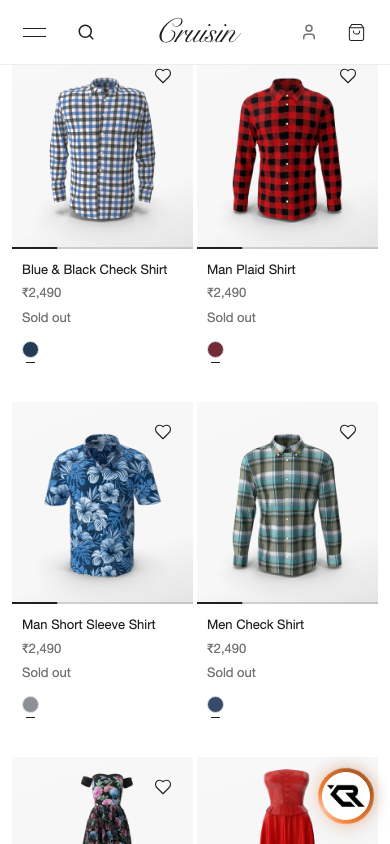 Cruisin
Blue & Black Check Shirt
₹2,490
Sold out
Man Plaid Shirt
₹2,490
Sold out
Man Short Sleeve Shirt
₹2,490
Sold out
Men Check Shirt
₹2,490
Sold out